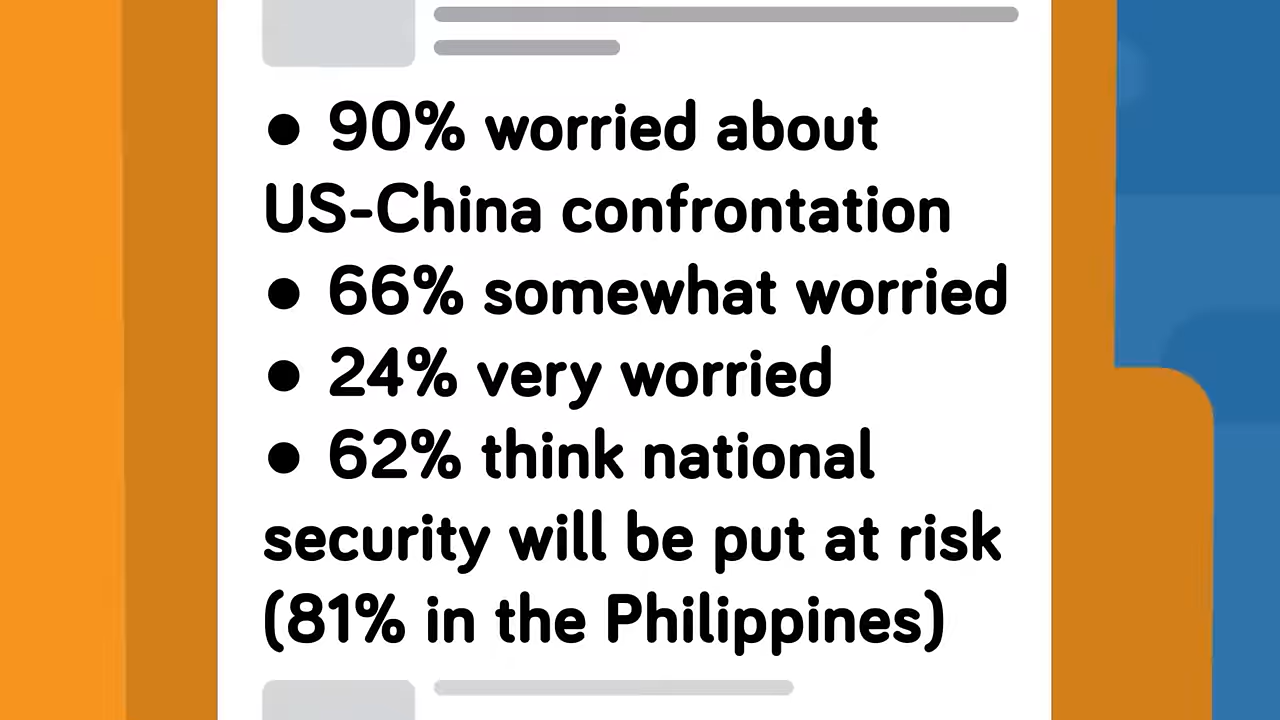 ● 90% worried about
US-China confrontation
● 66% somewhat worried
● 24% very worried
● 62% think national
security will be put at risk
(81% in the Philippines)